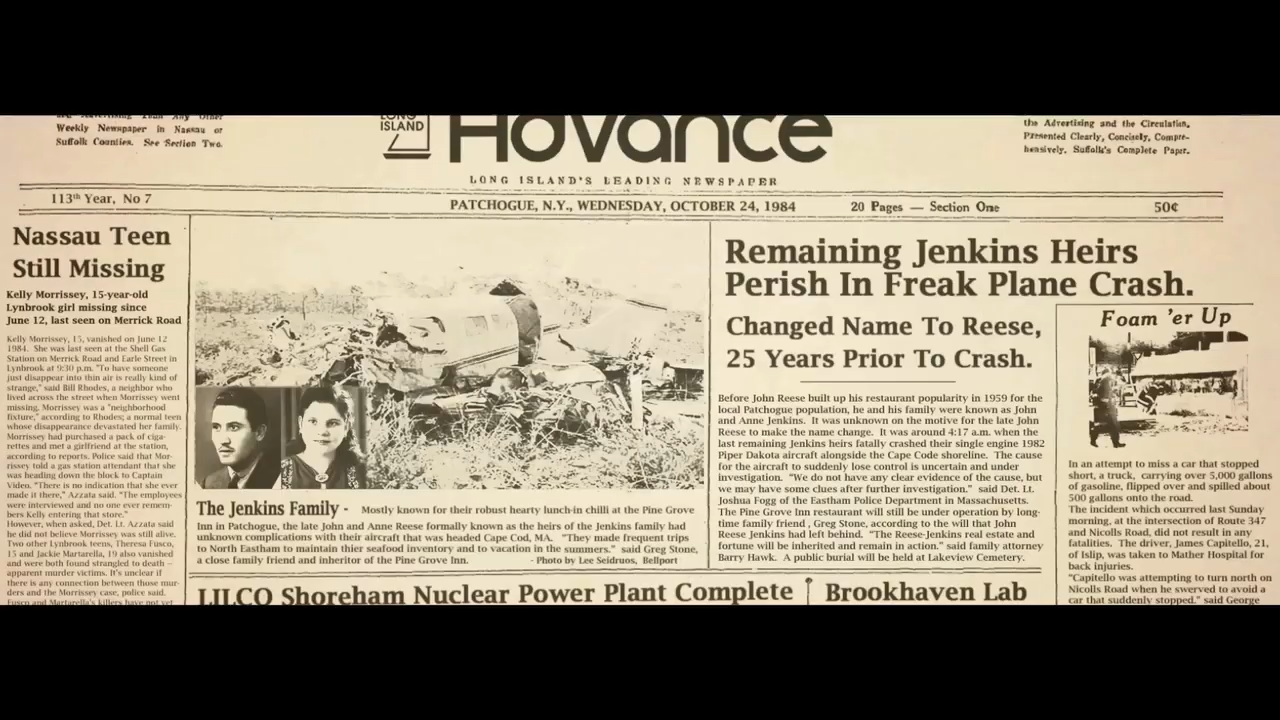 Weekly Newspaper in Nassau or
Suffolk Counties. See Section Two.
LONG
ISLAND
Advance
the Advertising and the Circulation,
Presented Clearly, Concisely, Compre-
hensively, Suffolk's Complete Paper.
LONG ISLAND'S LEADING NEWSPAPER
113th Year, No 7
PATCHOGUE, N.Y., WEDNESDAY, OCTOBER 24, 1984
20 Pages — Section One
50¢
Nassau Teen
Still Missing
Kelly Morrissey, 15-year-old
Lynbrook girl missing since
June 12, last seen on Merrick Road
Kelly Morrissey, 15, vanished on June 12
1984. She was last seen at the Shell Gas
Station on Merrick Road and Earle Street in
Lynbrook at 9:30 p.m. "To have someone
just disappear into thin air is really kind of
strange," said Bill Rhodes, a neighbor who
lived across the street when Morrissey went
missing. Morrissey was a "neighborhood
fixture," according to Rhodes; a normal teen
whose disappearance devastated her family.
Morrissey had purchased a pack of ciga-
rettes and met a girlfriend at the station,
according to reports. Police said that Mor-
rissey told a gas station attendant that she
was heading down the block to Captain
Video. "There is no indication that she ever
made it there," Azzata said. "The employees
were interviewed and no one ever remem-
bers Kelly entering that store."
However, when asked, Det. Lt. Azzata said
he did not believe Morrissey was still alive.
Two other Lynbrook teens, Theresa Fusco,
15 and Jackie Martarella, 19 also vanished
and were both found strangled to death –
apparent murder victims. It's unclear if
there is any connection between those mur-
ders and the Morrissey case, police said.
Fusco and Martarella's killers have not yet
The Jenkins Family - Mostly known for their robust hearty lunch-in chilli at the Pine Grove
Inn in Patchogue, the late John and Anne Reese formally known as the heirs of the Jenkins family had
unknown complications with their aircraft that was headed Cape Cod, MA. "They made frequent trips
to North Eastham to maintain thier seafood inventory and to vacation in the summers." said Greg Stone,
a close family friend and inheritor of the Pine Grove Inn. - Photo by Lee Seidruos, Bellport
Remaining Jenkins Heirs
Perish In Freak Plane Crash.
Changed Name To Reese,
25 Years Prior To Crash.
Before John Reese built up his restaurant popularity in 1959 for the
local Patchogue population, he and his family were known as John
and Anne Jenkins. It was unknown on the motive for the late John
Reese to make the name change. It was around 4:17 a.m. when the
last remaining Jenkins heirs fatally crashed their single engine 1982
Piper Dakota aircraft alongside the Cape Code shoreline. The cause
for the aircraft to suddenly lose control is uncertain and under
investigation. "We do not have any clear evidence of the cause, but
we may have some clues after further investigation." said Det. Lt.
Joshua Fogg of the Eastham Police Department in Massachusetts.
The Pine Grove Inn restaurant will still be under operation by long-
time family friend , Greg Stone, according to the will that John
Reese Jenkins had left behind. "The Reese-Jenkins real estate and
fortune will be inherited and remain in action." said family attorney
Barry Hawk. A public burial will be held at Lakeview Cemetery.
Foam 'er Up
In an attempt to miss a car that stopped
short, a truck, carrying over 5,000 gallons
of gasoline, flipped over and spilled about
500 gallons onto the road.
The incident which occurred last Sunday
morning, at the intersection of Route 347
and Nicolls Road, did not result in any
fatalities. The driver, James Capitello, 21,
of Islip, was taken to Mather Hospital for
back injuries.
"Capitello was attempting to turn north on
Nicolls Road when he swerved to avoid a
car that suddenly stopped." said George
LILCO Shoreham Nuclear Power Plant Complete
Brookhaven Lab